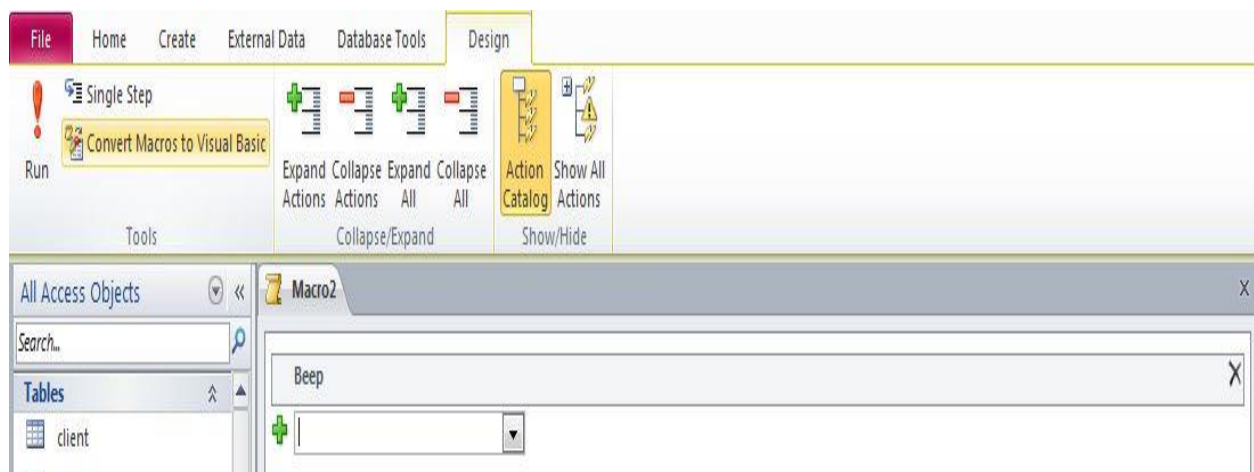 File Home Create External Data Database Tools Design
Single Step
Convert Macros to Visual Basic
Run
Expand Actions
Collapse Actions
Expand All
Collapse All
Action Catalog
Show All Actions
Tools Collapse/Expand Show/Hide
All Access Objects
Macro2
Search...
Beep
Tables
client